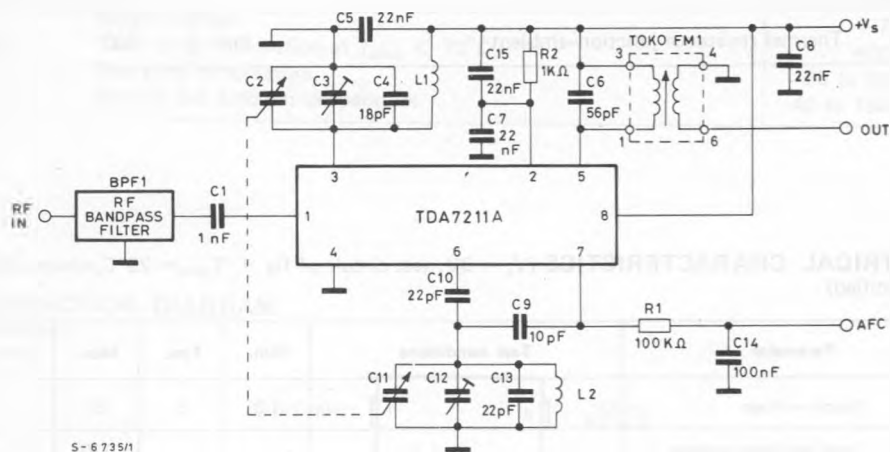 C5
22nF
+Vs
TOKO FM1
C2
C3
C4
18pF
L1
C15
22nF
R2
1KΩ
C6
56pF
3
4
1
6
C8
22nF
C7
22
nF
OUT
BPF1
RF
BANDPASS
FILTER
RF
IN
C1
1nF
3
2
5
1
TDA7211A
8
4
6
7
C10
22pF
C9
10pF
R1
100KΩ
AFC
C14
100nF
C11
C12
C13
22pF
L2
S-6735/1
TRICAL CHARACTERISTICS